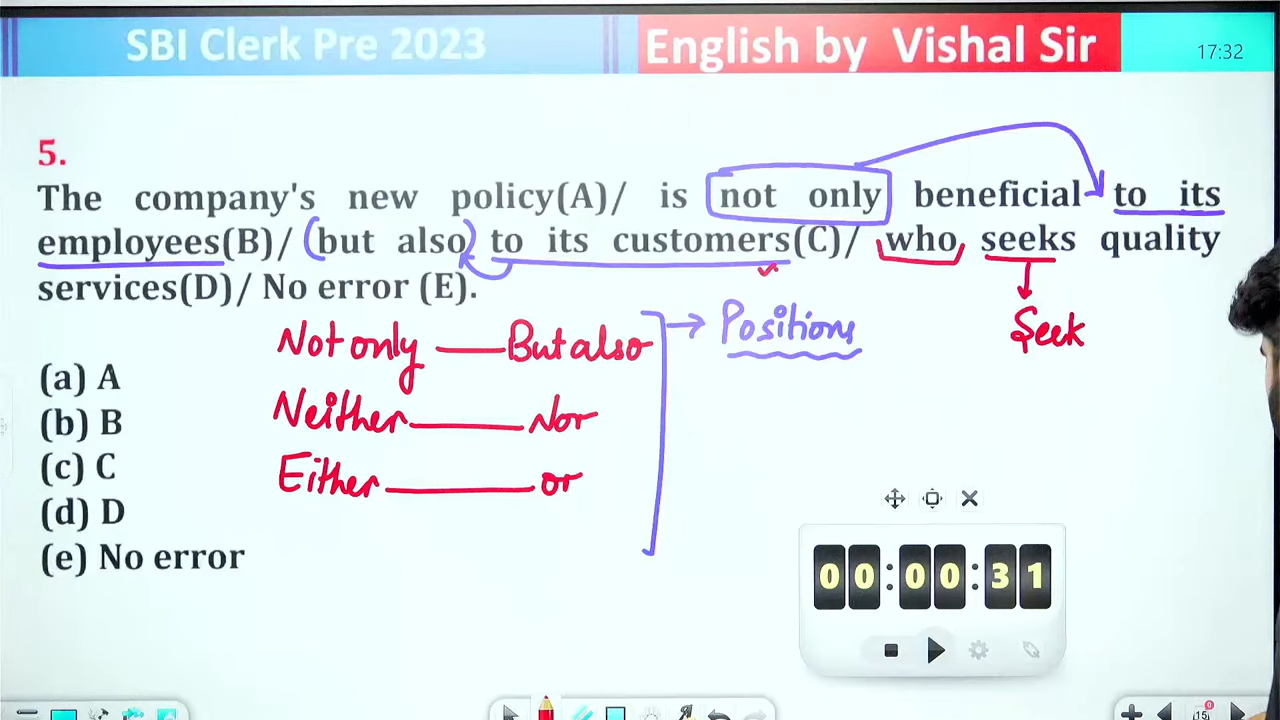 SBI Clerk Pre 2023
English by Vishal Sir
17:32
5.
The company's new policy(A)/ is not only beneficial to its
employees(B)/ but also to its customers(C)/ who seeks quality
services(D)/ No error (E).
Not only ——But also → Positions
Seek
(a) A
Neither——Nor
(b) B
Either——or
(c) C
(d) D
(e) No error
00:00:31
15
0